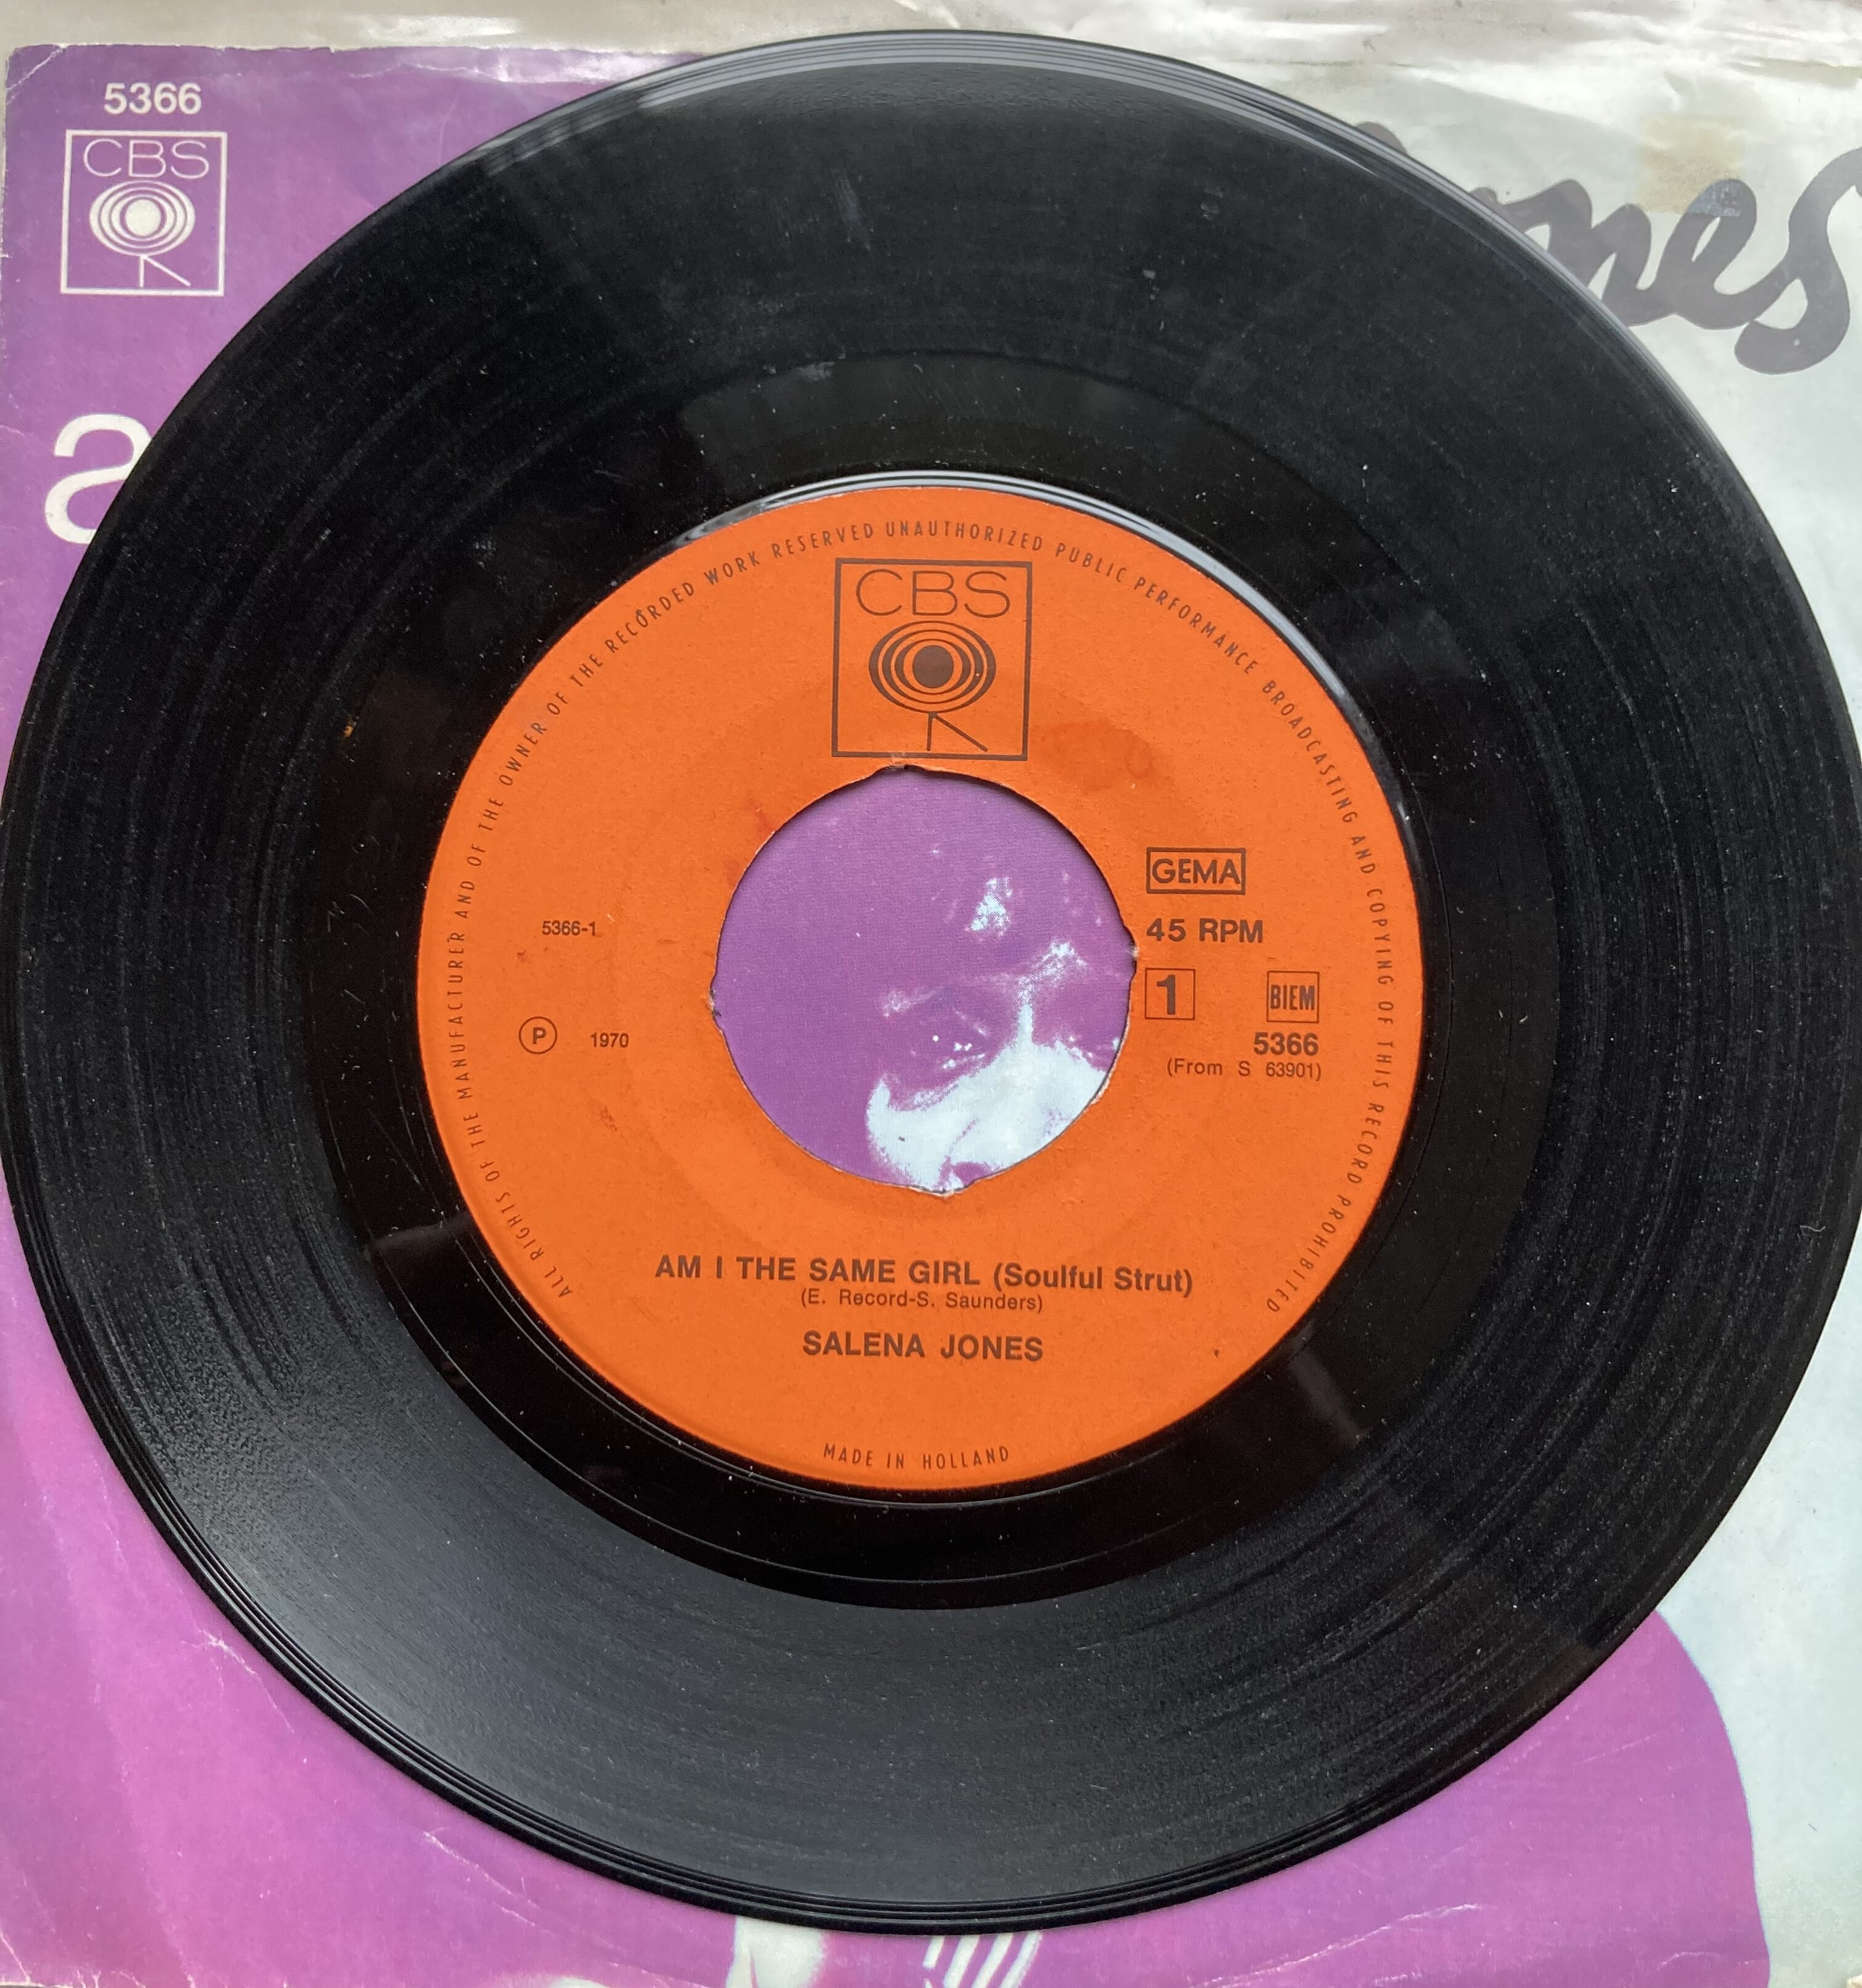 5366
CBS
a
ones
ALL RIGHTS OF THE MANUFACTURER AND OF THE OWNER OF THE RECORDED WORK RESERVED UNAUTHORIZED PUBLIC PERFORMANCE BROADCASTING AND COPYING OF THIS RECORD PROHIBITED
CBS
GEMA
5366-1
45 RPM
1 BIEM
℗ 1970
5366
(From S 63901)
AM I THE SAME GIRL (Soulful Strut)
(E. Record-S. Saunders)
SALENA JONES
MADE IN HOLLAND